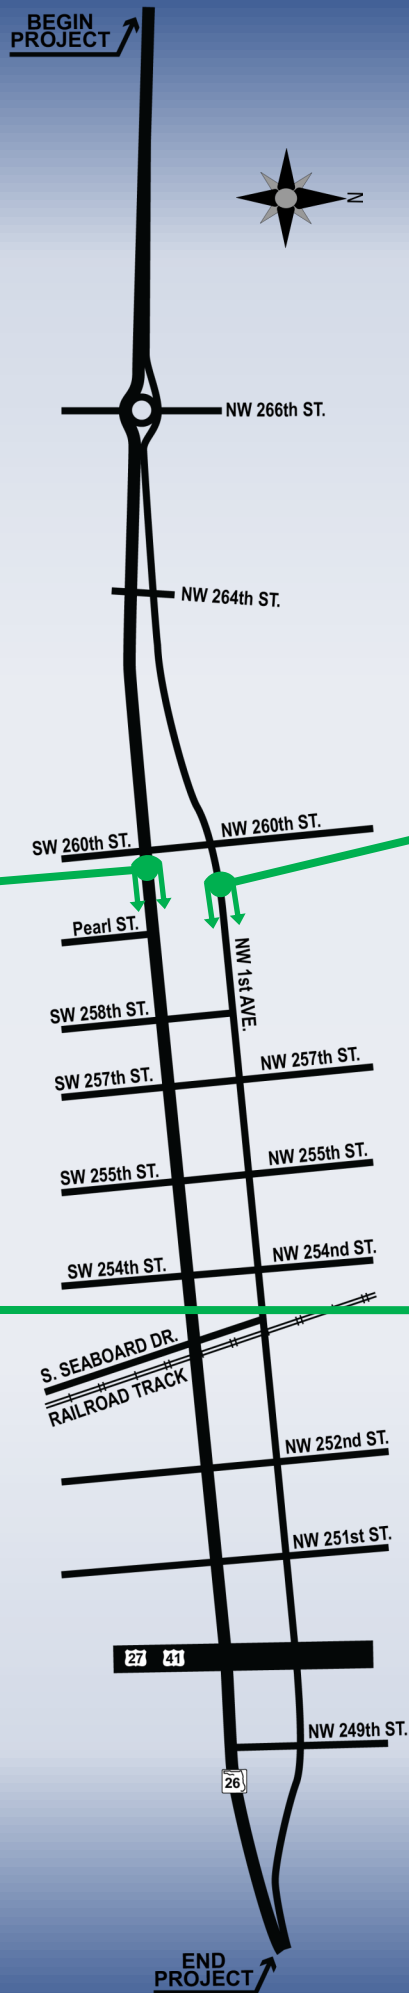 BEGIN
PROJECT
N
NW 266th ST.
NW 264th ST.
SW 260th ST.
NW 260th ST.
Pearl ST.
NW 1st AVE.
SW 258th ST.
SW 257th ST.
NW 257th ST.
SW 255th ST.
NW 255th ST.
SW 254th ST.
NW 254nd ST.
S. SEABOARD DR.
RAILROAD TRACK
NW 252nd ST.
NW 251st ST.
27 41
NW 249th ST.
26
END
PROJECT